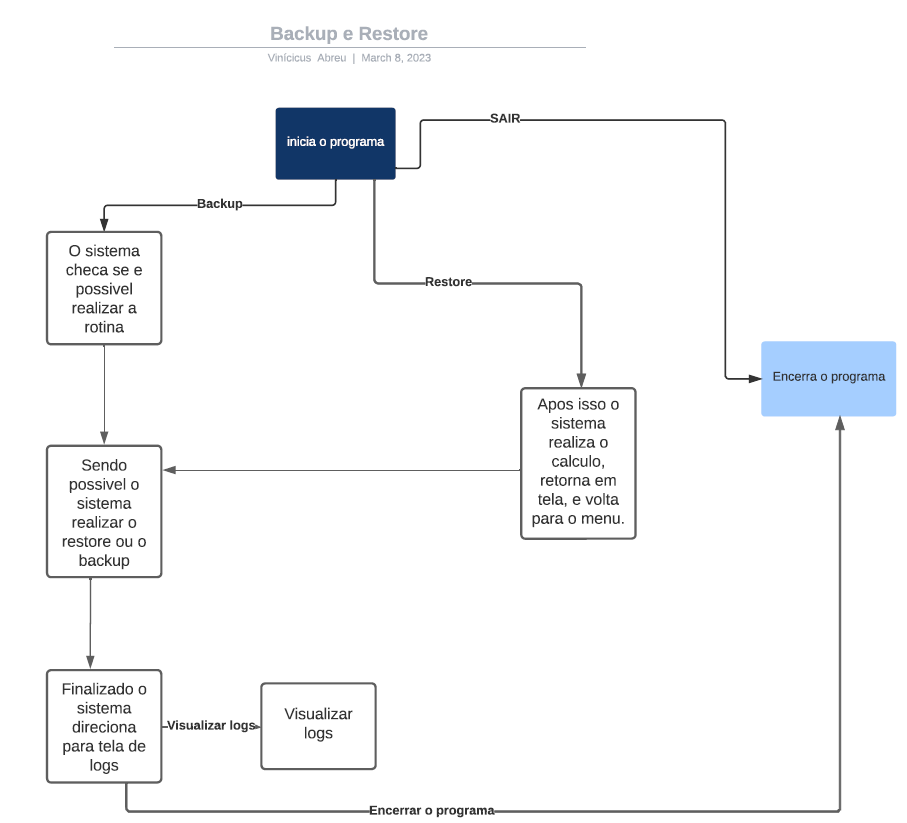 Backup e Restore
Vinícicus Abreu | March 8, 2023
inicia o programa
SAIR
Backup
O sistema
checa se e
possivel
realizar a
rotina
Restore
Encerra o programa
Apos isso o
sistema
realiza o
calculo,
retorna em
tela, e volta
para o menu.
Sendo
possivel o
sistema
realizar o
restore ou o
backup
Finalizado o
sistema
direciona
para tela de
logs
Visualizar logs
Visualizar
logs
Encerrar o programa